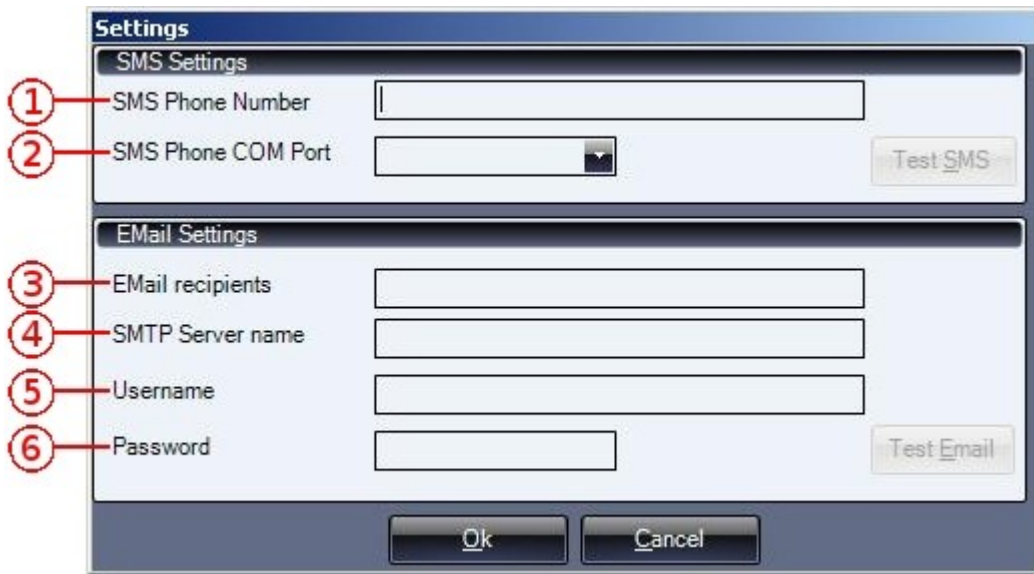 Settings
SMS Settings
1 SMS Phone Number
2 SMS Phone COM Port
Test SMS
EMail Settings
3 EMail recipients
4 SMTP Server name
5 Username
6 Password
Test Email
Ok Cancel